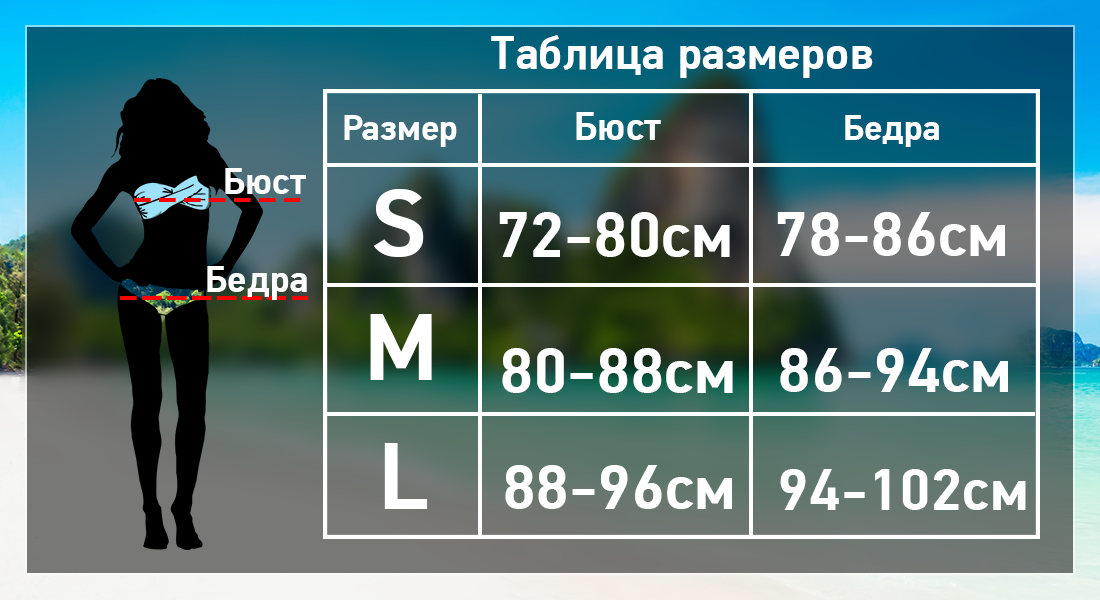 Таблица размеров
Бюст
Бедра
Размер Бюст Бедра
S 72-80см 78-86см
M 80-88см 86-94см
L 88-96см 94-102см